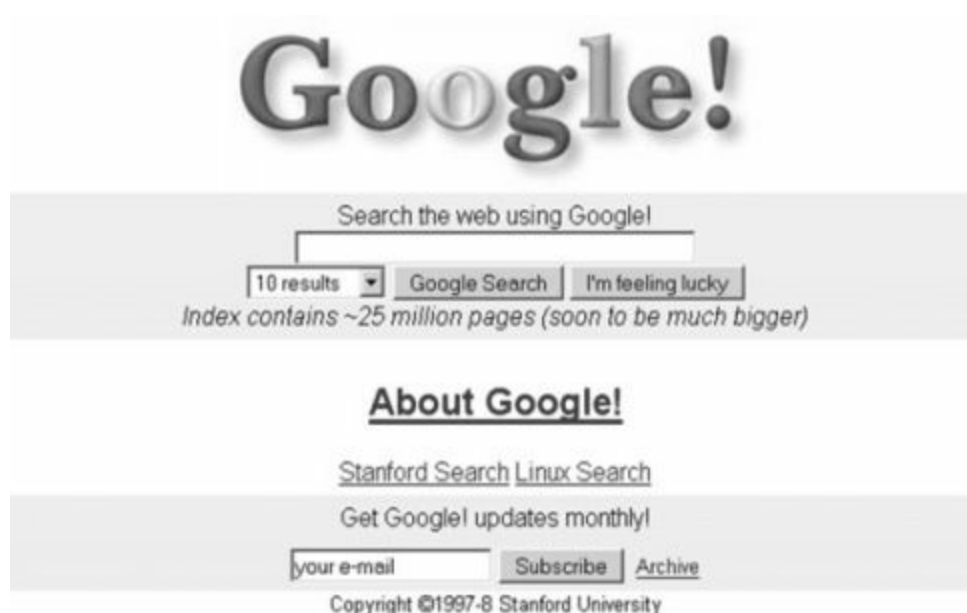 Google!
Search the web using Google!
10 results Google Search I'm feeling lucky
Index contains ~25 million pages (soon to be much bigger)
About Google!
Stanford Search Linux Search
Get Google! updates monthly!
your e-mail Subscribe Archive
Copyright ©1997-8 Stanford University